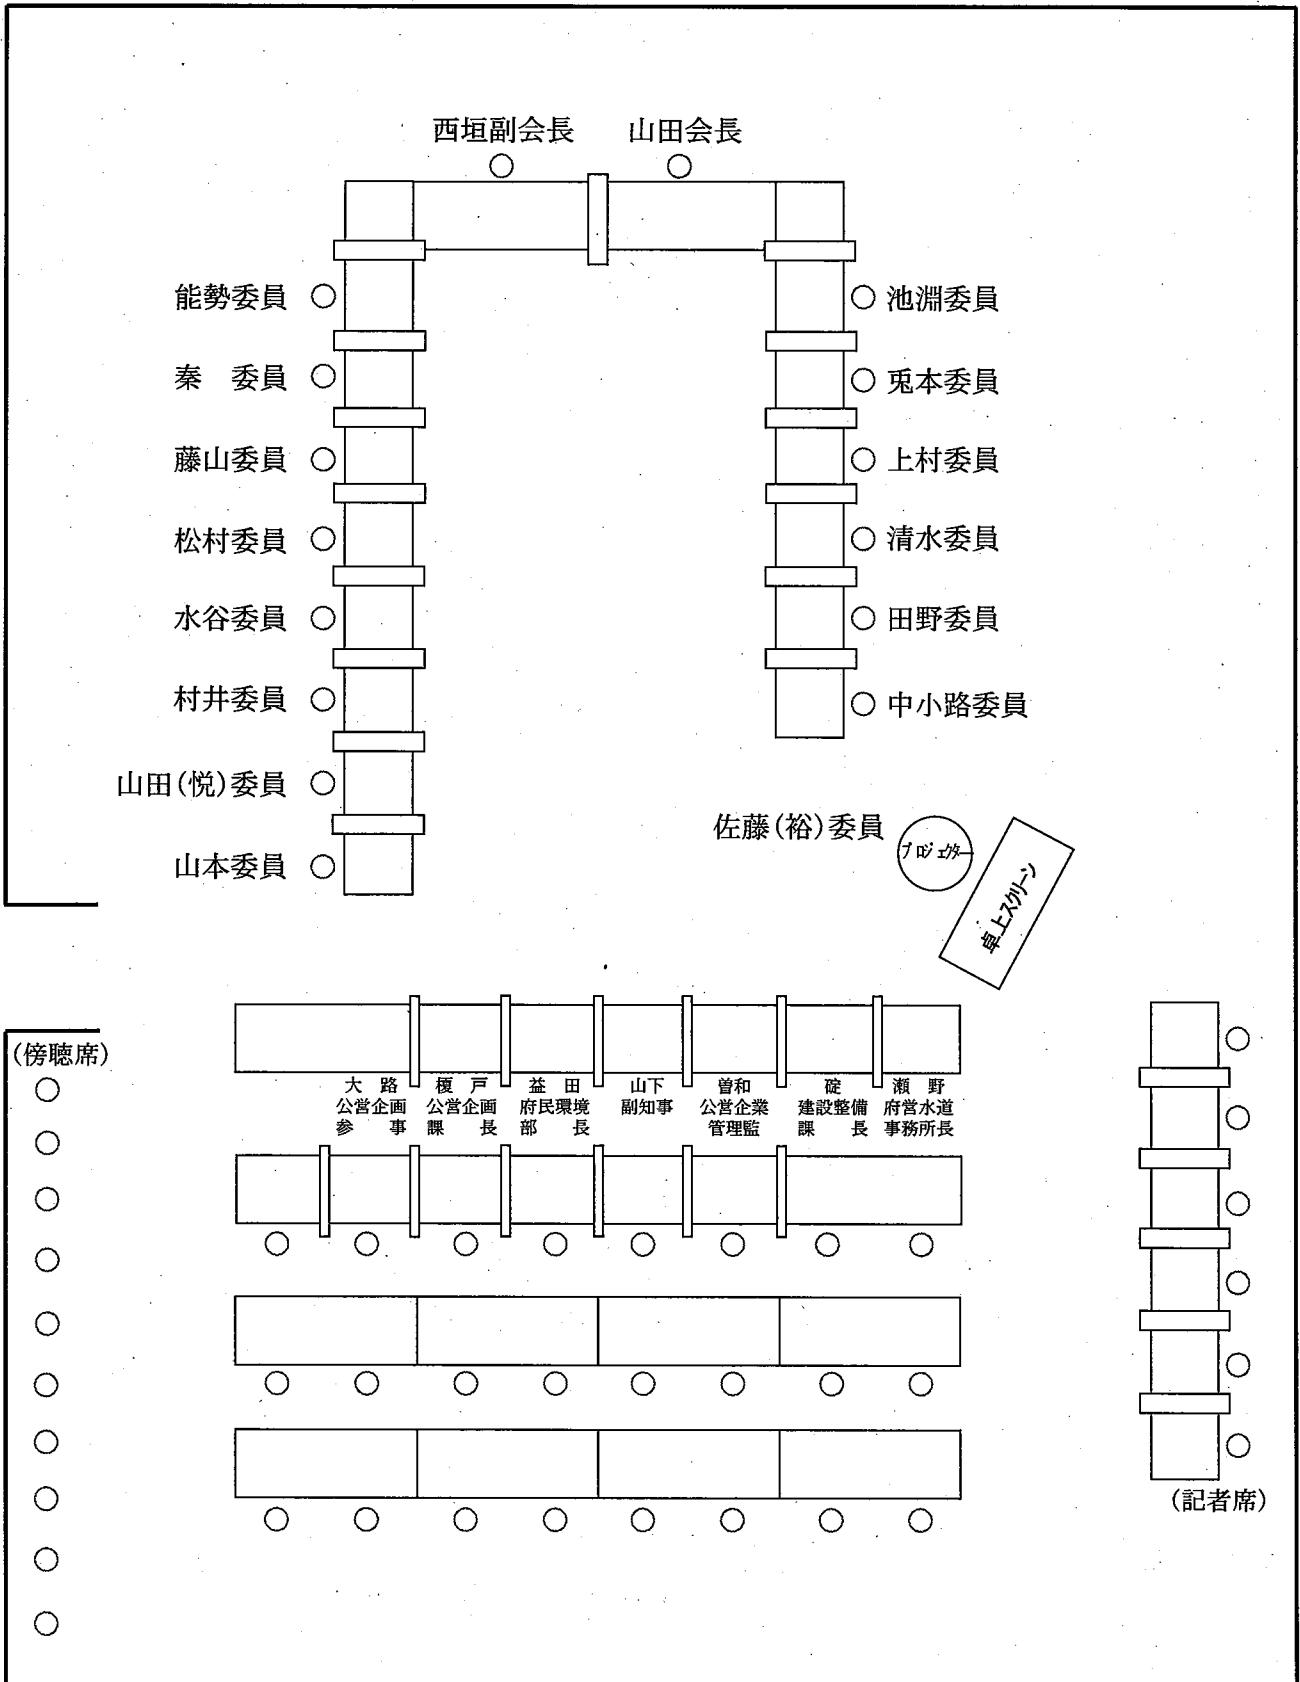 西垣副会長　山田会長
能勢委員　池淵委員
秦　委員　兎本委員
藤山委員　上村委員
松村委員　清水委員
水谷委員　田野委員
村井委員　中小路委員
山田(悦)委員
佐藤(裕)委員
プロジェクター
山本委員
卓上スクリーン
(傍聴席)
大　路　榎　戸　益　田　山下　曽和　碇　瀬　野
公営企画　公営企画　府民環境　副知事　公営企業　建設整備　府営水道
参　事　課　長　部　長　管理監　課　長　事務所長
(記者席)